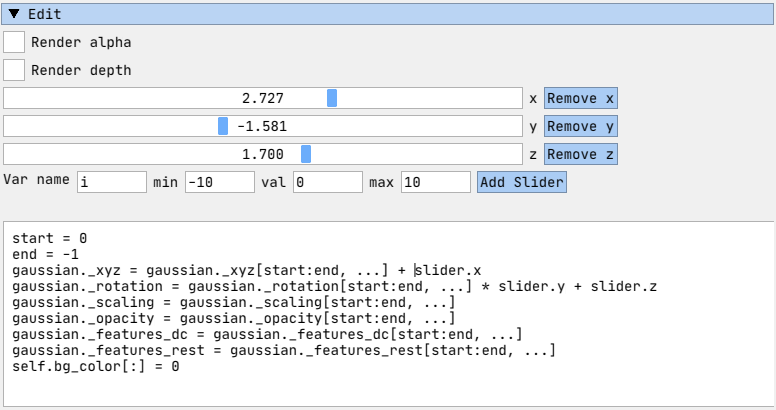 Edit
Render alpha
Render depth
2.727 x Remove x
-1.581 y Remove y
1.700 z Remove z
Var name i min -10 val 0 max 10 Add Slider
start = 0
end = -1
gaussian._xyz = gaussian._xyz[start:end, ...] + slider.x
gaussian._rotation = gaussian._rotation[start:end, ...] * slider.y + slider.z
gaussian._scaling = gaussian._scaling[start:end, ...]
gaussian._opacity = gaussian._opacity[start:end, ...]
gaussian._features_dc = gaussian._features_dc[start:end, ...]
gaussian._features_rest = gaussian._features_rest[start:end, ...]
self.bg_color[:] = 0